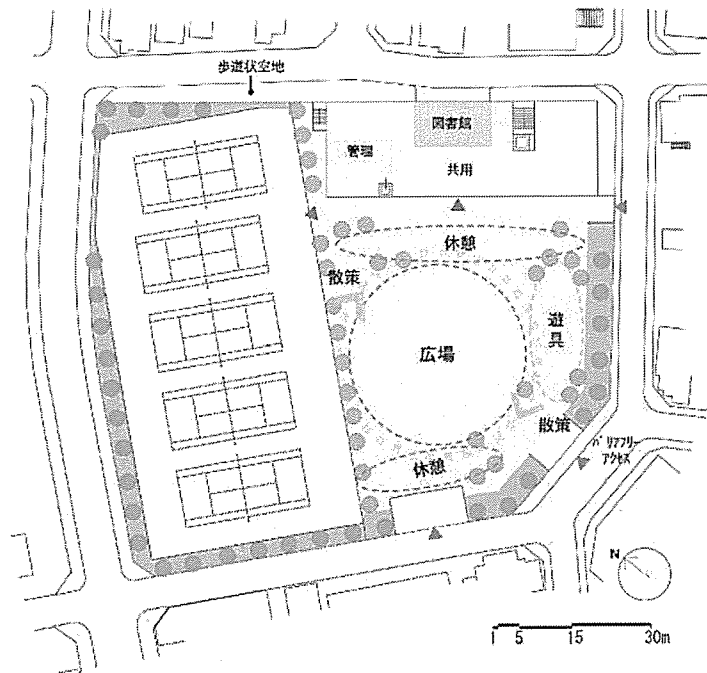 歩道状空地
図書館
管理
共用
休憩
散策
遊具
広場
散策
バリアフリー
アクセス
休憩
N
1 5 15 30m